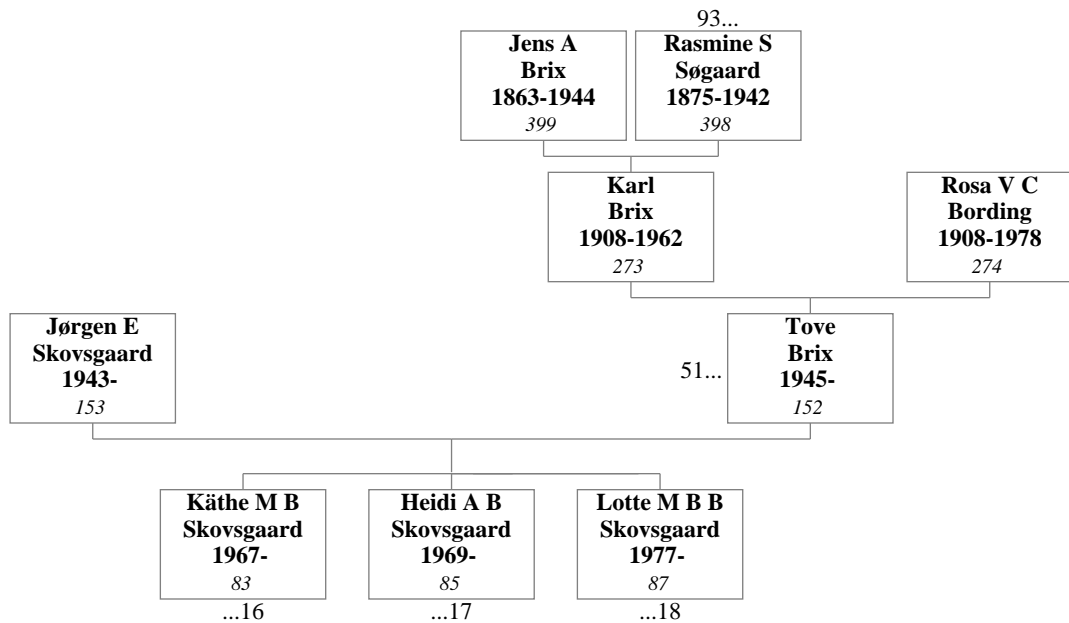 93...
Jens A
Brix
1863-1944
399
Rasmine S
Søgaard
1875-1942
398
Karl
Brix
1908-1962
273
Rosa V C
Bording
1908-1978
274
Jørgen E
Skovsgaard
1943-
153
51...
Tove
Brix
1945-
152
Käthe M B
Skovsgaard
1967-
83
...16
Heidi A B
Skovsgaard
1969-
85
...17
Lotte M B B
Skovsgaard
1977-
87
...18